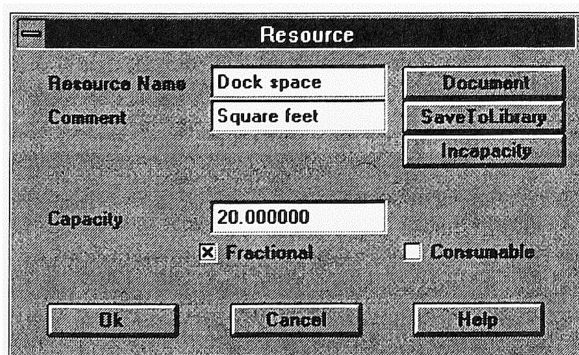 Resource
Resource Name Dock space Document
Comment Square feet SaveToLibrary
Incapacity
Capacity 20.000000
Fractional Consumable
Ok Cancel Help